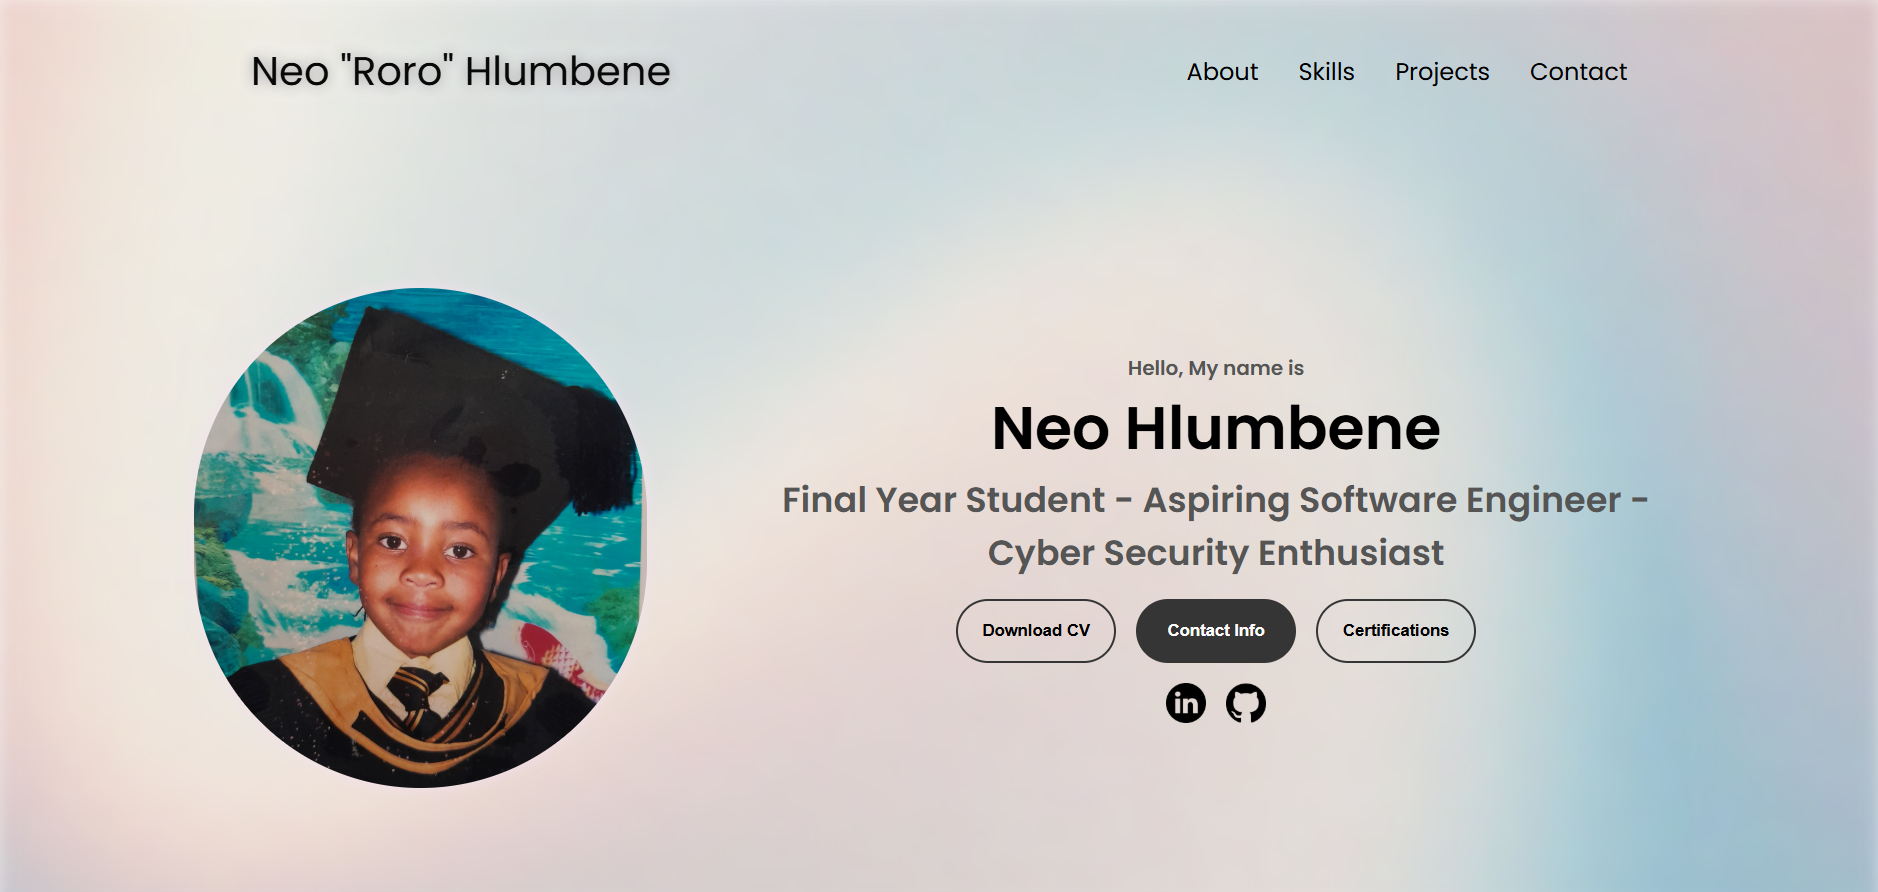 Neo "Roro" Hlumbene
About Skills Projects Contact
Hello, My name is
Neo Hlumbene
Final Year Student - Aspiring Software Engineer -
Cyber Security Enthusiast
Download CV
Contact Info
Certifications
in